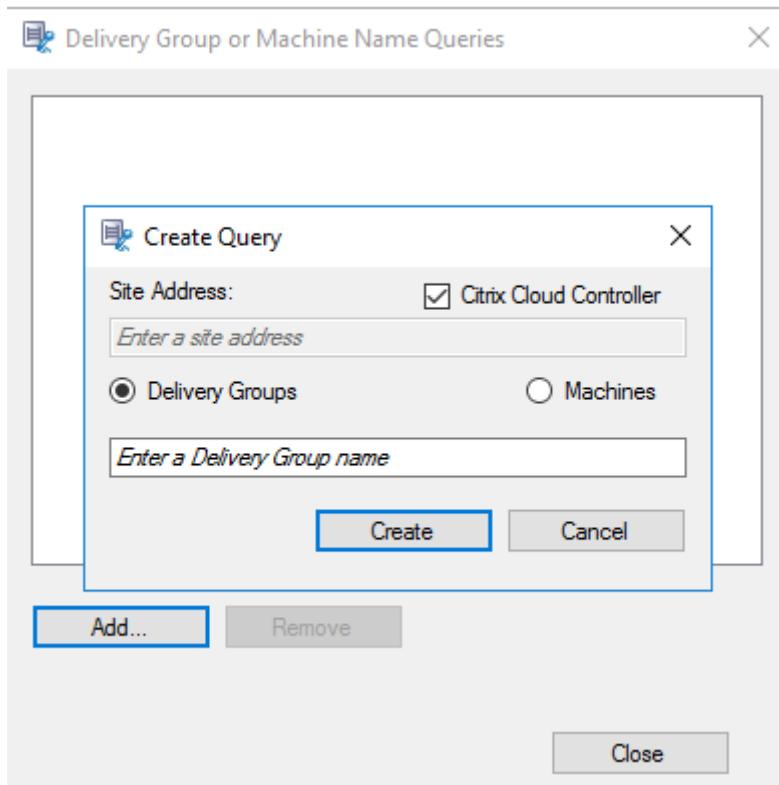 Delivery Group or Machine Name Queries
Create Query
Site Address:
Citrix Cloud Controller
Enter a site address
Delivery Groups
Machines
Enter a Delivery Group name
Create
Cancel
Add...
Remove
Close